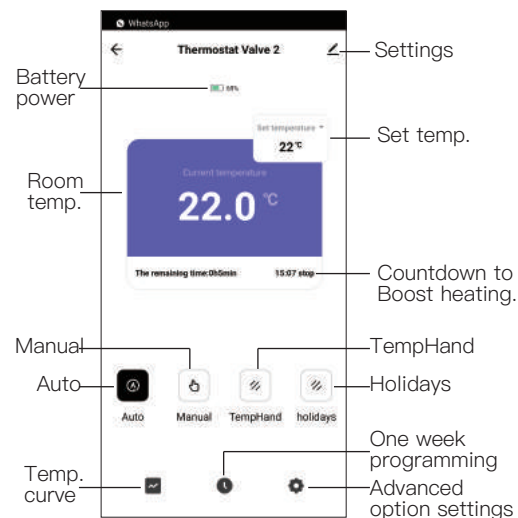 WhatsApp
Thermostat Valve 2
Settings
Battery
power
68%
Set temperature
22°C
Set temp.
Room
temp.
Current temperature
22.0 °C
The remaining time:0h5min
15:07 stop
Countdown to
Boost heating.
Manual
TempHand
Auto
Holidays
Auto
Manual
TempHand
holidays
One week
programming
Temp.
curve
Advanced
option settings